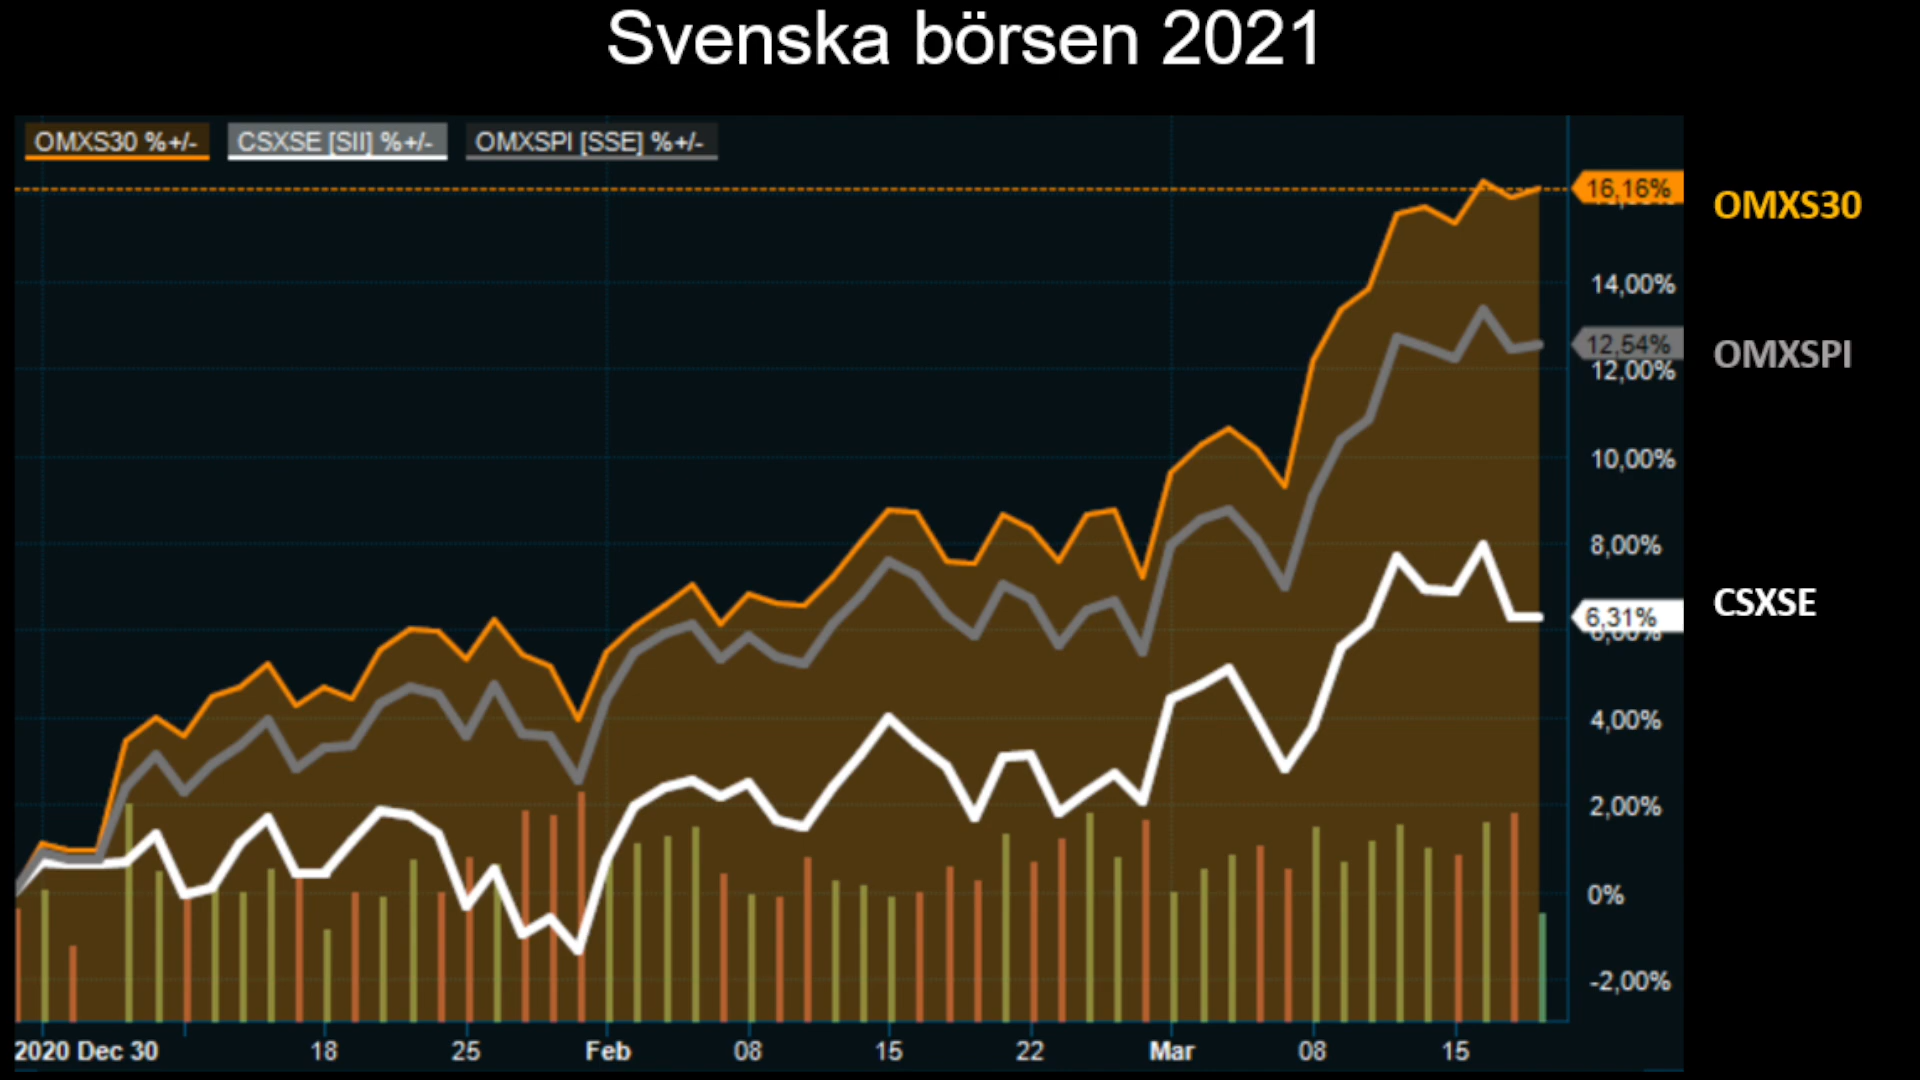 Svenska börsen 2021
OMXS30 %+/- CSXSE [SII] %+/- OMXSPI [SSE] %+/-
16,16%
OMXS30
14,00%
12,54%
OMXSPI
12,00%
10,00%
8,00%
CSXSE
6,31%
6,00%
4,00%
2,00%
0%
-2,00%
2020 Dec 30 18 25 Feb 08 15 22 Mar 08 15